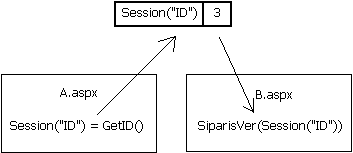 Session("ID") 3
A.aspx
Session("ID") = GetID()
B.aspx
SiparisVer(Session("ID"))